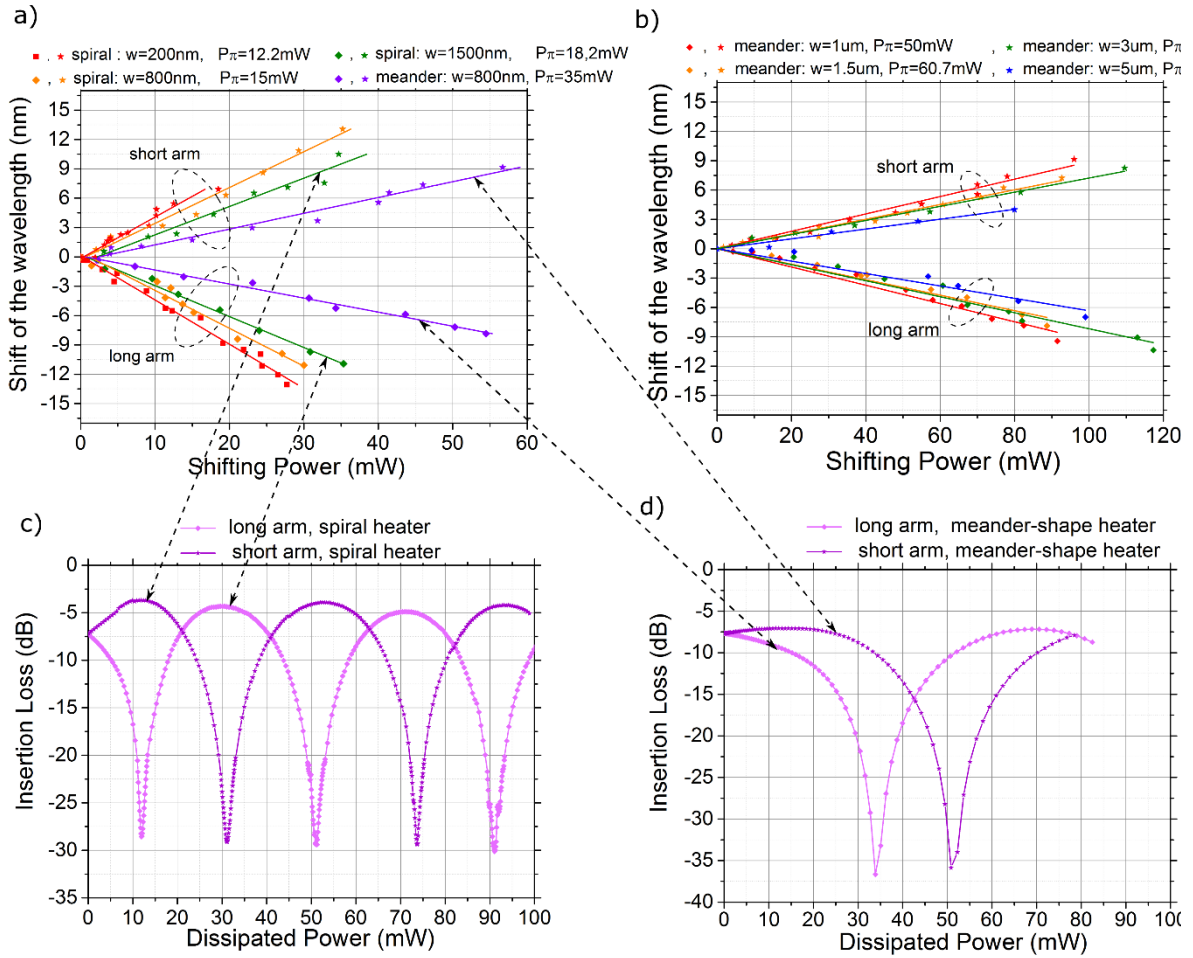 a)
■ , ★ spiral : w=200nm, Pπ=12.2mW ◆ , ★ spiral: w=1500nm, Pπ=18,2mW
◆ , ★ spiral: w=800nm, Pπ=15mW ◆ , ★ meander: w=800nm, Pπ=35mW
Shift of the wavelength (nm)
15
12
9
6
3
0
-3
-6
-9
-12
-15
short arm
long arm
0 10 20 30 40 50 60
Shifting Power (mW)
b)
◆ , ★ meander: w=1um, Pπ=50mW ◆ , ★ meander: w=3um, Pπ
◆ , ★ meander: w=1.5um, Pπ=60.7mW ◆ , ★ meander: w=5um, Pπ
Shift of the wavelength (nm)
15
12
9
6
3
0
-3
-6
-9
-12
-15
short arm
long arm
0 20 40 60 80 100 120
Shifting Power (mW)
c)
long arm, spiral heater
short arm, spiral heater
Insertion Loss (dB)
0
-5
-10
-15
-20
-25
-30
-35
0 10 20 30 40 50 60 70 80 90 100
Dissipated Power (mW)
d)
long arm, meander-shape heater
short arm, meander-shape heater
Insertion Loss (dB)
0
-5
-10
-15
-20
-25
-30
-35
-40
0 10 20 30 40 50 60 70 80 90 100
Dissipated Power (mW)